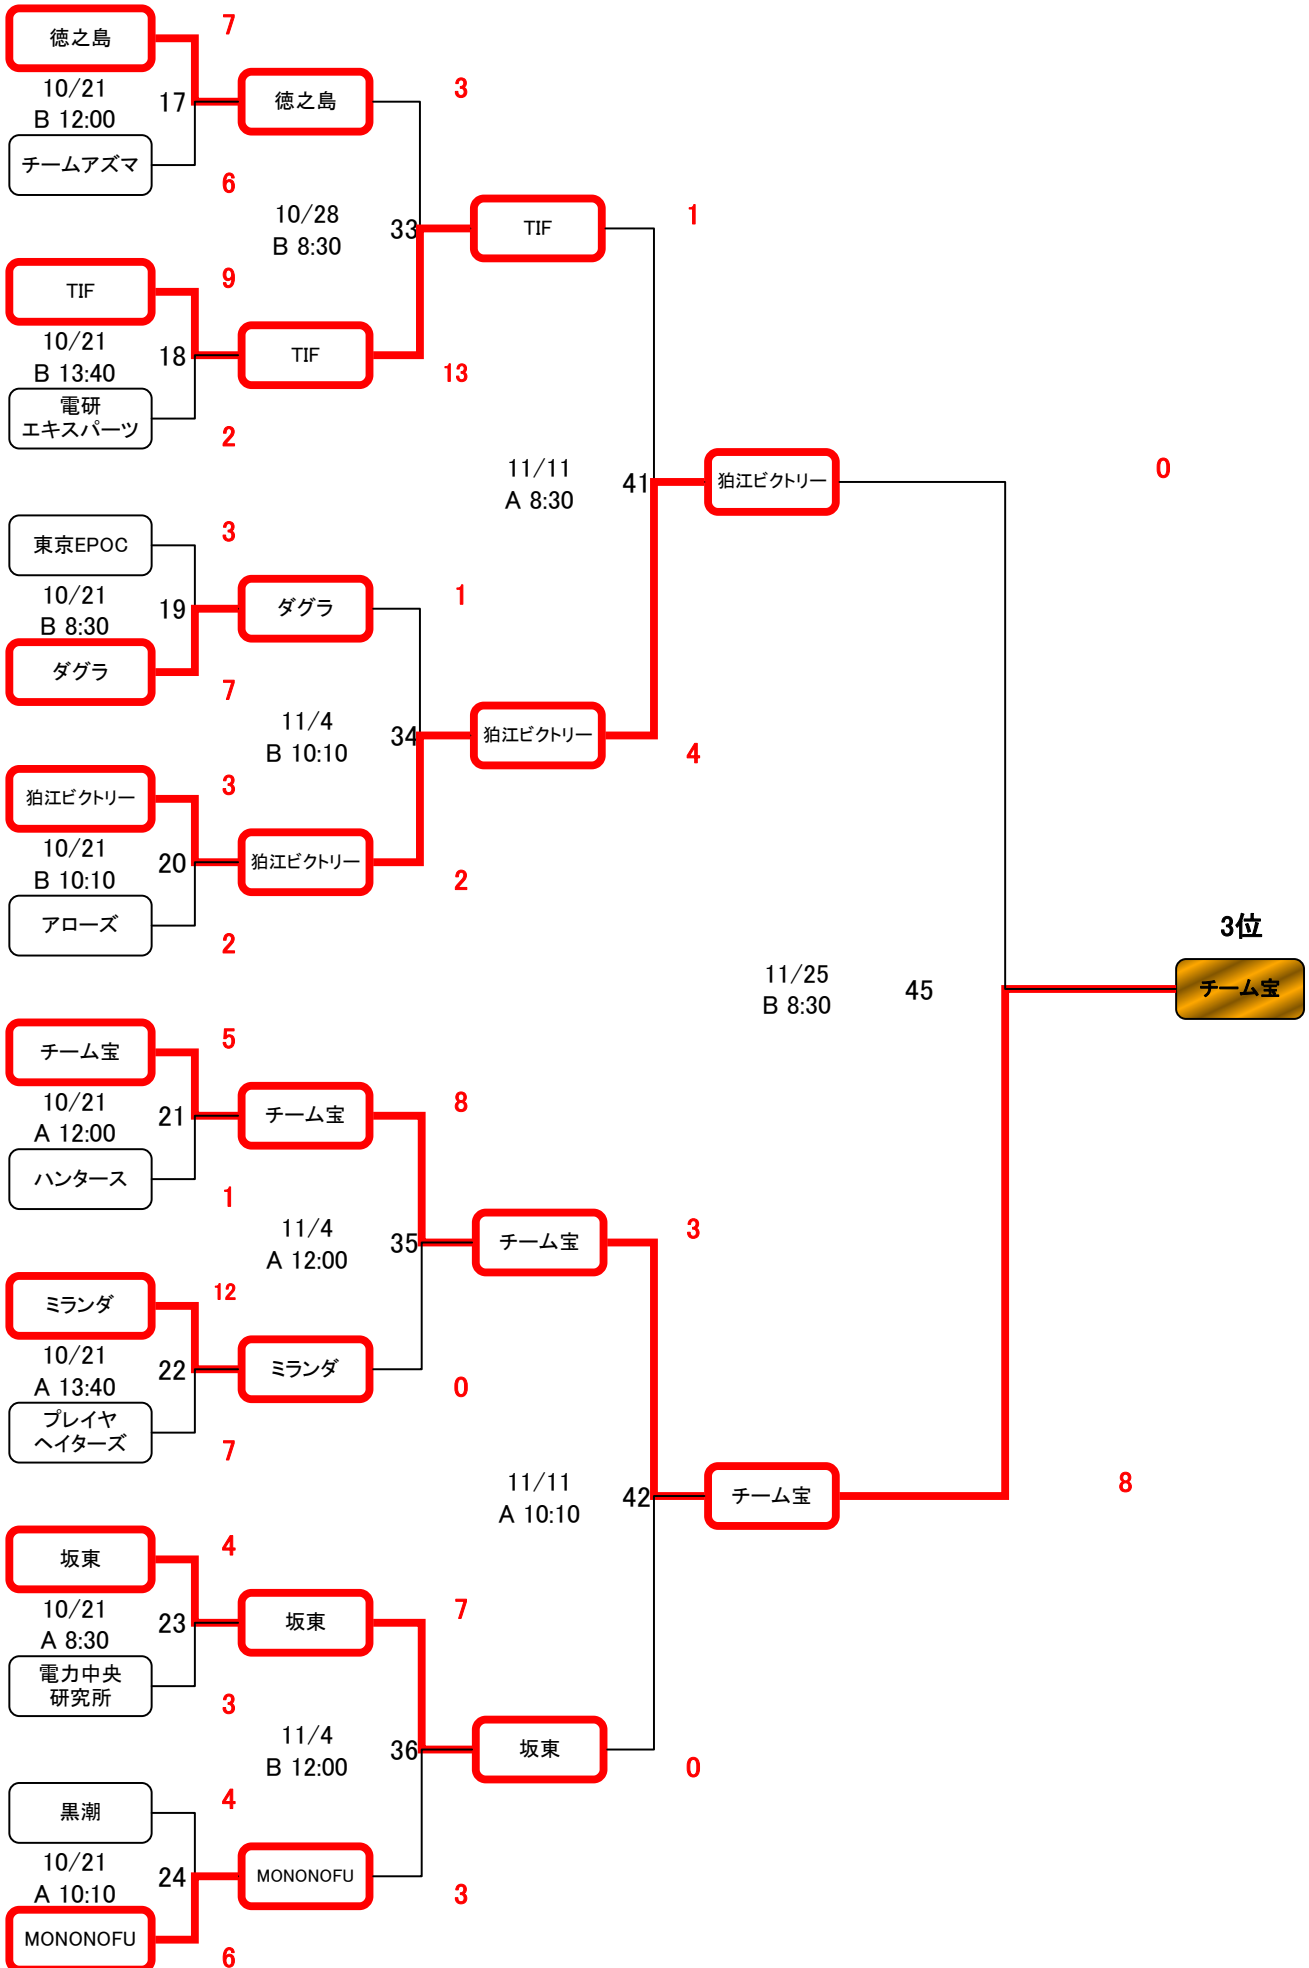 徳之島
7
10/21
B 12:00
17
チームアズマ
6
徳之島
3
10/28
B 8:30
33
TIF
9
10/21
B 13:40
18
電研
エキスパーツ
2
TIF
13
TIF
1
11/11
A 8:30
41
東京EPOC
3
10/21
B 8:30
19
ダグラ
7
ダグラ
1
11/4
B 10:10
34
狛江ビクトリー
3
10/21
B 10:10
20
アローズ
2
狛江ビクトリー
2
狛江ビクトリー
4
狛江ビクトリー
0
11/25
B 8:30
45
3位
チーム宝
チーム宝
5
10/21
A 12:00
21
ハンタース
1
チーム宝
8
11/4
A 12:00
35
ミランダ
12
10/21
A 13:40
22
プレイヤ
ヘイターズ
7
ミランダ
0
チーム宝
3
11/11
A 10:10
42
チーム宝
8
坂東
4
10/21
A 8:30
23
電力中央
研究所
3
坂東
7
11/4
B 12:00
36
坂東
0
黒潮
4
10/21
A 10:10
24
MONONOFU
6
MONONOFU
3